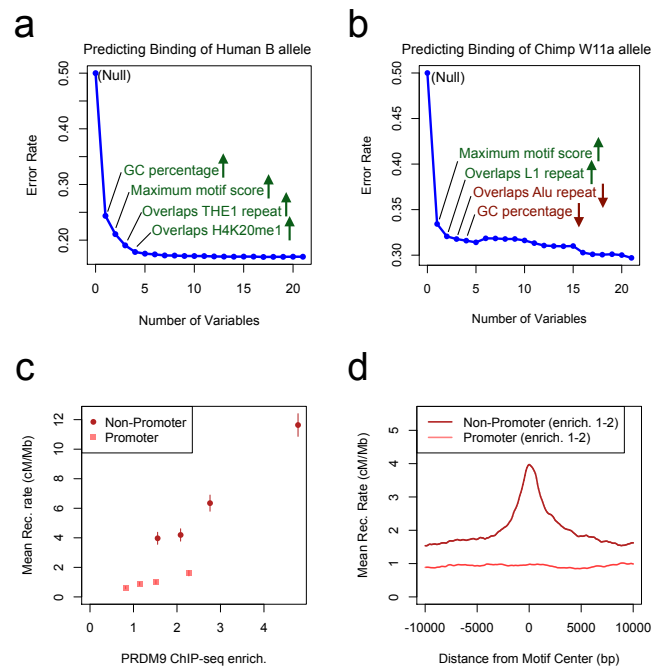 a
Predicting Binding of Human B allele
0.50
0.40
0.30
0.25
0.20
Error Rate
(Null)
GC percentage
Maximum motif score
Overlaps THE1 repeat
Overlaps H4K20me1
0 5 10 15 20
Number of Variables
b
Predicting Binding of Chimp W11a allele
0.50
0.45
0.40
0.35
0.30
Error Rate
(Null)
Maximum motif score
Overlaps L1 repeat
Overlaps Alu repeat
GC percentage
0 5 10 15 20
Number of Variables
c
Non-Promoter
Promoter
12
10
8
6
4
2
0
Mean Rec. rate (cM/Mb)
0 1 2 3 4
PRDM9 ChIP-seq enrich.
d
Non-Promoter (enrich. 1-2)
Promoter (enrich. 1-2)
5
4
3
2
1
0
Mean Rec. Rate (cM/Mb)
-10000 -5000 0 5000 10000
Distance from Motif Center (bp)